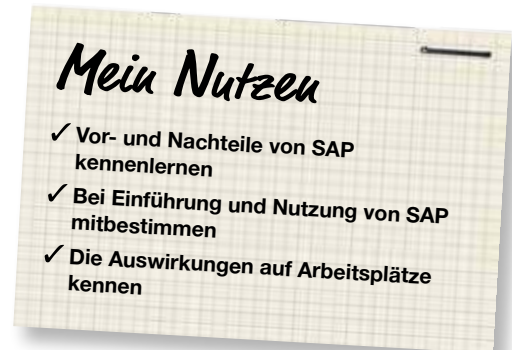 Mein Nutzen
✓ Vor- und Nachteile von SAP
kennenlernen
✓ Bei Einführung und Nutzung von SAP
mitbestimmen
✓ Die Auswirkungen auf Arbeitsplätze
kennen